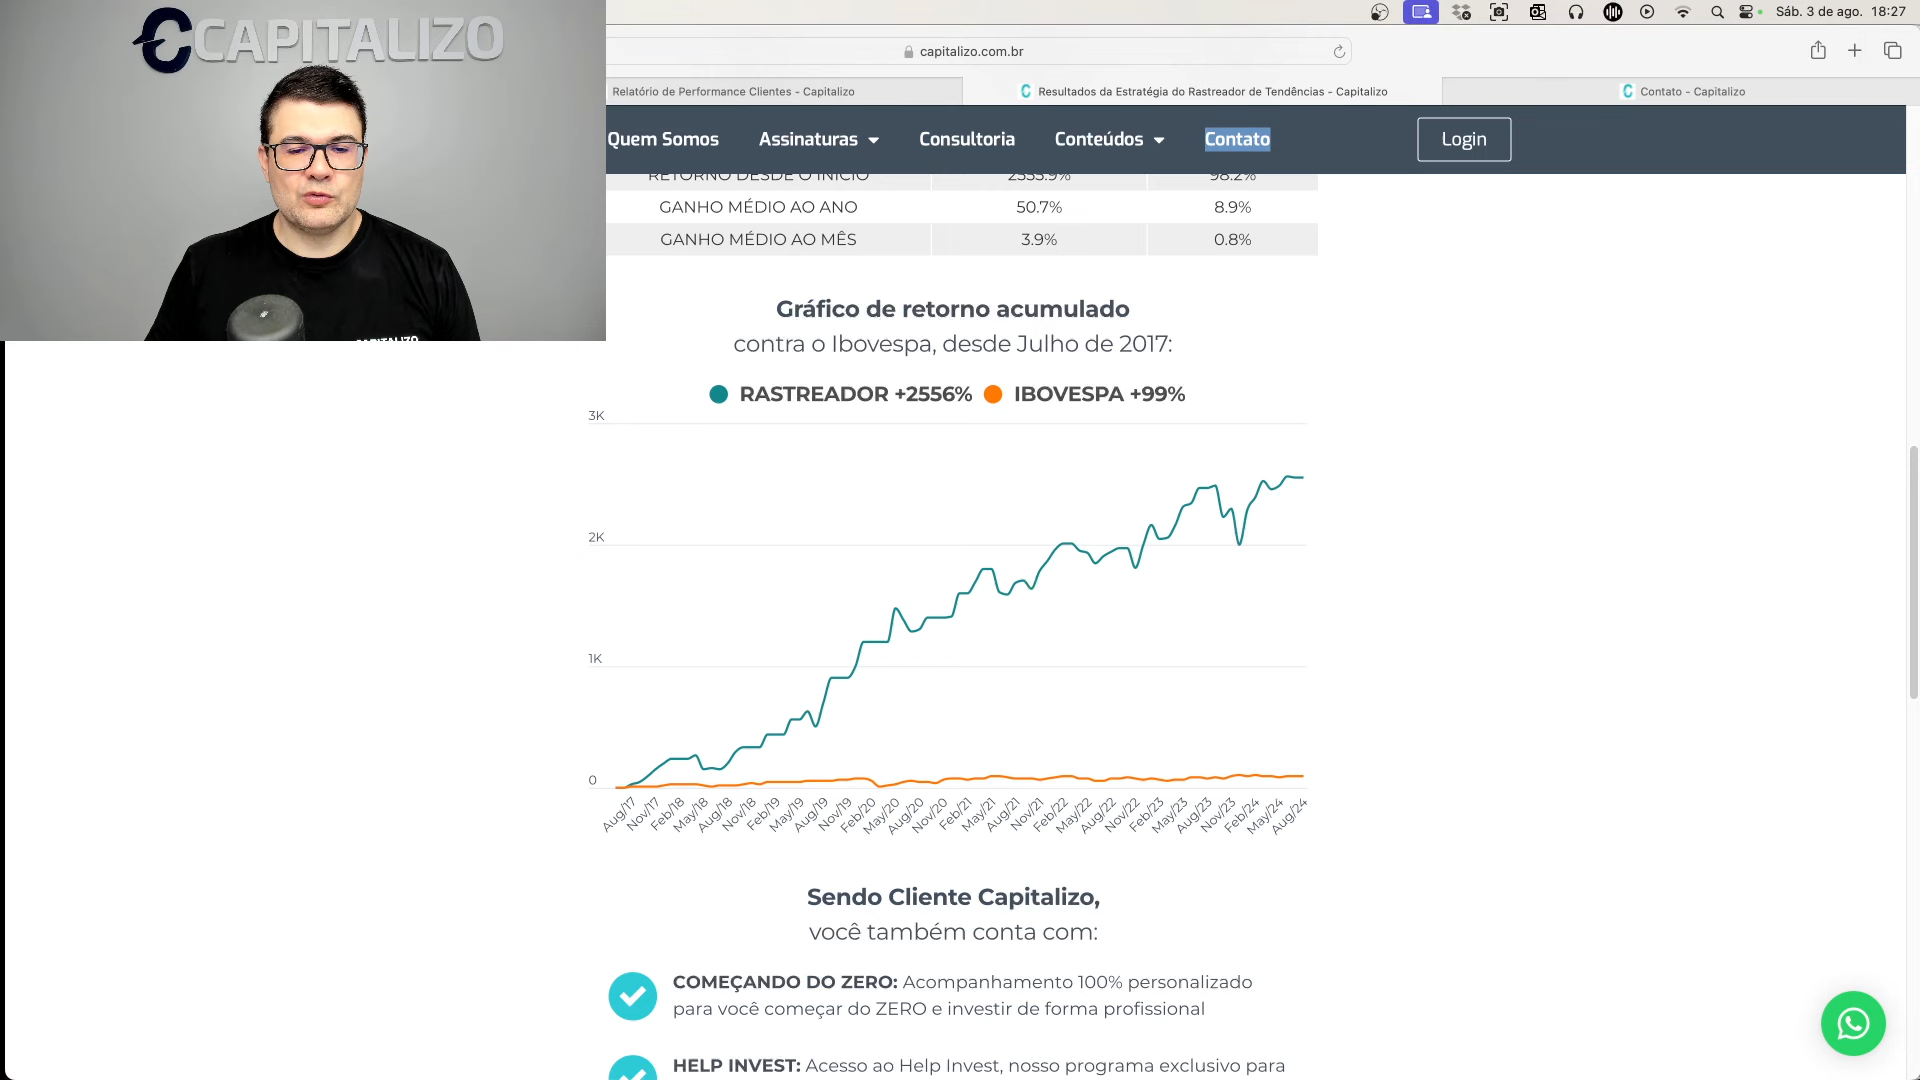 CAPITALIZO
Sáb. 3 de ago. 18:27
capitalizo.com.br
Relatório de Performance Clientes - Capitalizo
Resultados da Estratégia do Rastreador de Tendências - Capitalizo
Contato - Capitalizo
Quem Somos
Assinaturas
Consultoria
Conteúdos
Contato
Login
RETORNO DESDE O INÍCIO 2555.9% 98.2%
GANHO MÉDIO AO ANO 50.7% 8.9%
GANHO MÉDIO AO MÊS 3.9% 0.8%
Gráfico de retorno acumulado
contra o Ibovespa, desde Julho de 2017:
RASTREADOR +2556% IBOVESPA +99%
3K
2K
1K
0
Aug/17 Nov/17 Feb/18 May/18 Aug/18 Nov/18 Feb/19 May/19 Aug/19 Nov/19 Feb/20 May/20 Aug/20 Nov/20 Feb/21 May/21 Aug/21 Nov/21 Feb/22 May/22 Aug/22 Nov/22 Feb/23 May/23 Aug/23 Nov/23 Feb/24 May/24 Aug/24
Sendo Cliente Capitalizo,
você também conta com:
COMEÇANDO DO ZERO: Acompanhamento 100% personalizado
para você começar do ZERO e investir de forma profissional
HELP INVEST: Acesso ao Help Invest, nosso programa exclusivo para